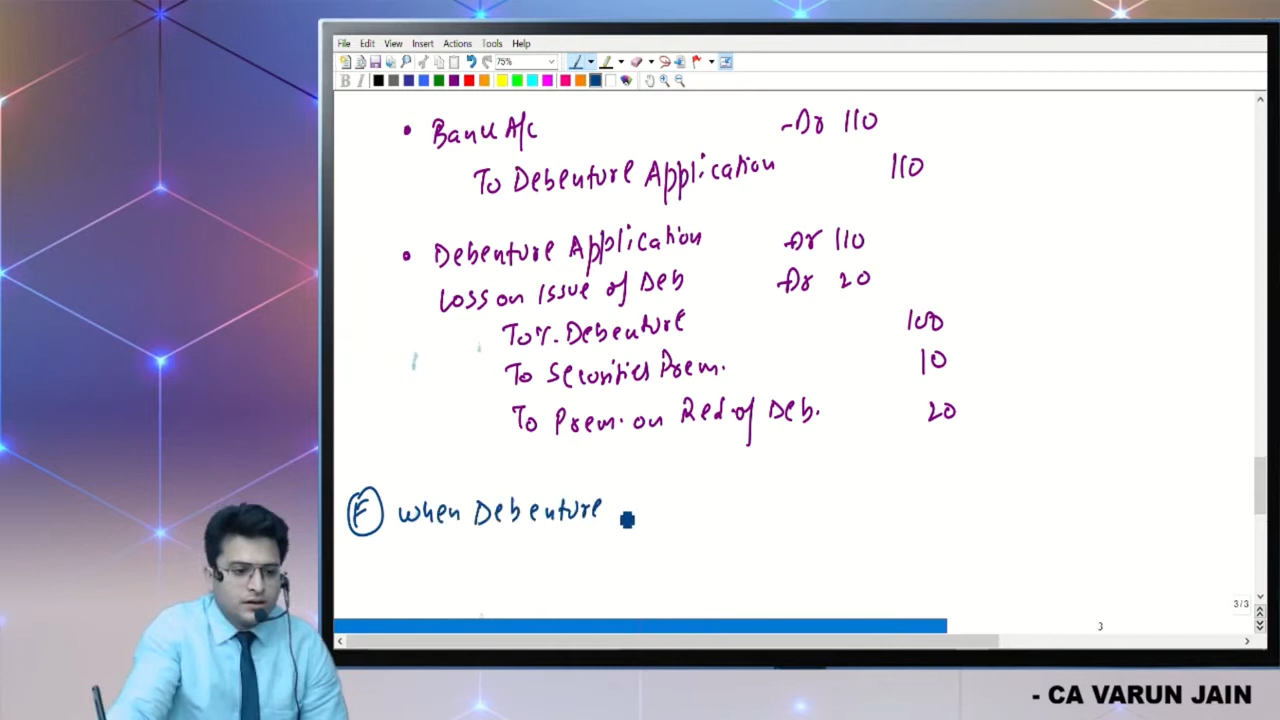 File Edit View Insert Actions Tools Help
75%
B I
• Bank A/c -Dr 110
To Debenture Application 110
• Debenture Application Dr 110
Loss on Issue of Deb Dr 20
To %. Debenture 100
To Securities Prem. 10
To Prem. on Red of Deb. 20
(F) When Debenture
3/3
3
- CA VARUN JAIN